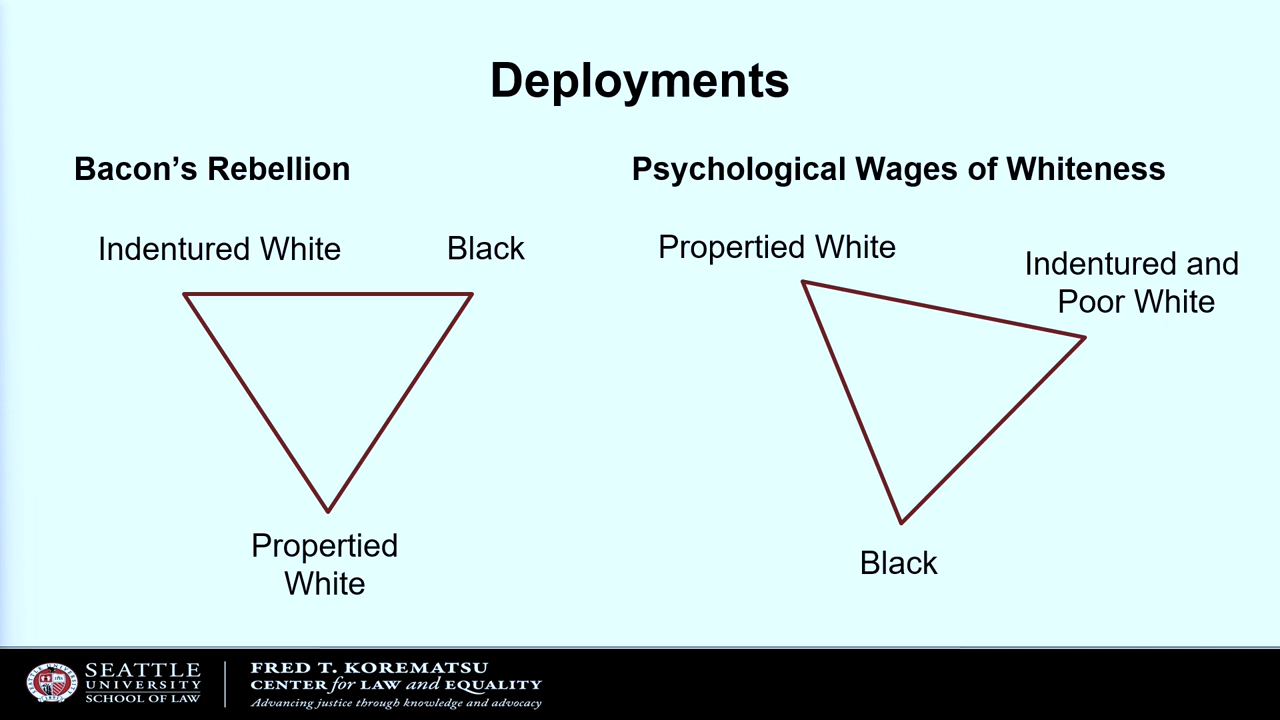 Deployments
Bacon’s Rebellion
Indentured White
Black
Propertied
White
Psychological Wages of Whiteness
Propertied White
Indentured and
Poor White
Black
SEATTLE
UNIVERSITY
SCHOOL OF LAW
FRED T. KOREMATSU
CENTER for LAW and EQUALITY
Advancing justice through knowledge and advocacy